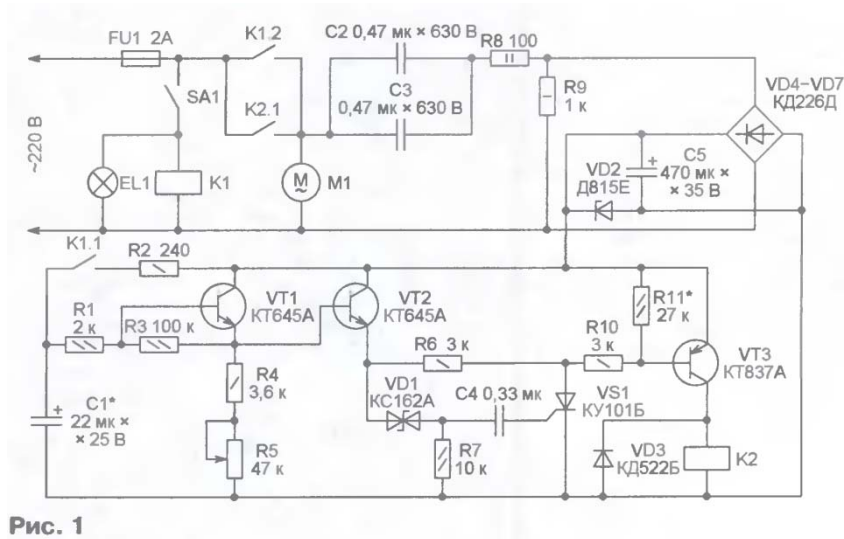 FU1 2A
K1.2
C2 0,47 мк × 630 В
R8 100
SA1
K2.1
C3
0,47 мк × 630 В
R9
1 к
VD4–VD7
КД226Д
~220 В
EL1
K1
M
~
M1
VD2
Д815Е
+
C5
470 мк ×
× 35 В
K1.1
R2 240
VT1
КТ645А
VT2
КТ645А
R11*
27 к
R1
2 к
R3 100 к
R6 3 к
R10
3 к
VT3
КТ837А
R4
3,6 к
VD1
КС162А
C4 0,33 мк
VS1
КУ101Б
+
C1*
22 мк ×
× 25 В
R5
47 к
R7
10 к
VD3
КД522Б
K2
Рис. 1